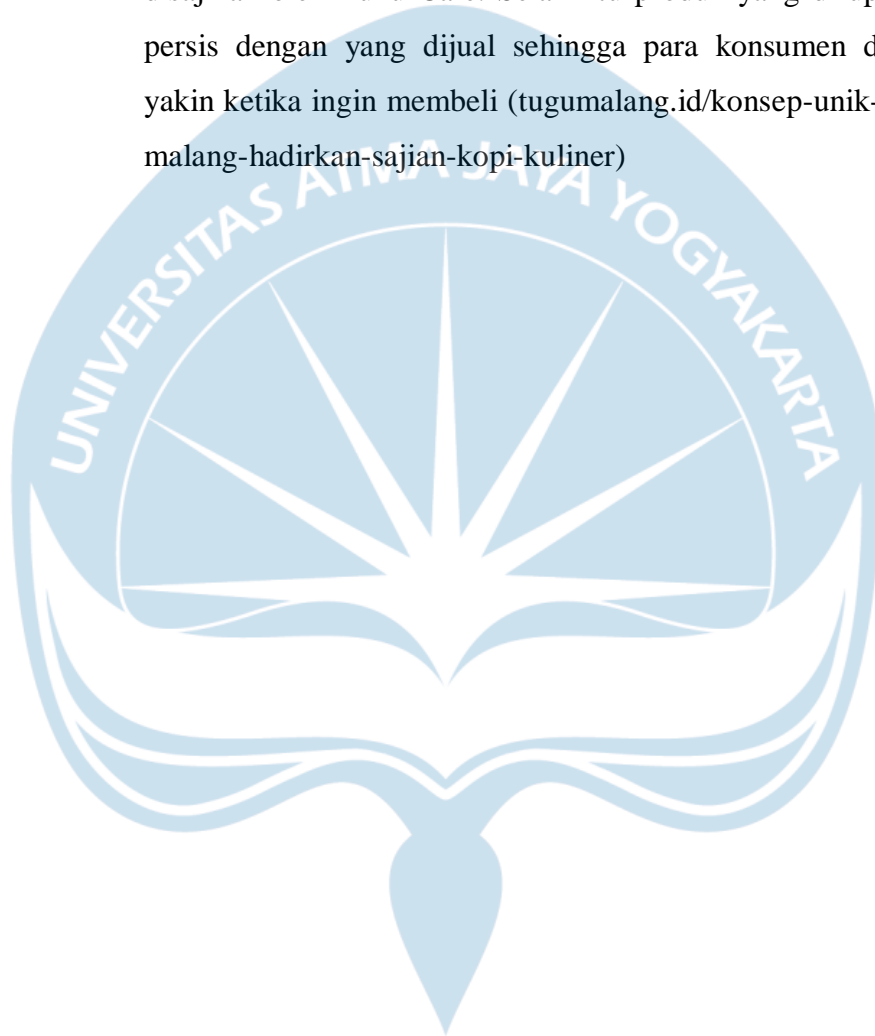 persis dengan yang dijual sehingga para konsumen
yakin ketika ingin membeli (tugumalang.id/konsep-unik-
malang-hadirkan-sajian-kopi-kuliner)
UNIVERSITAS ATMA JAYA YOGYAKARTA